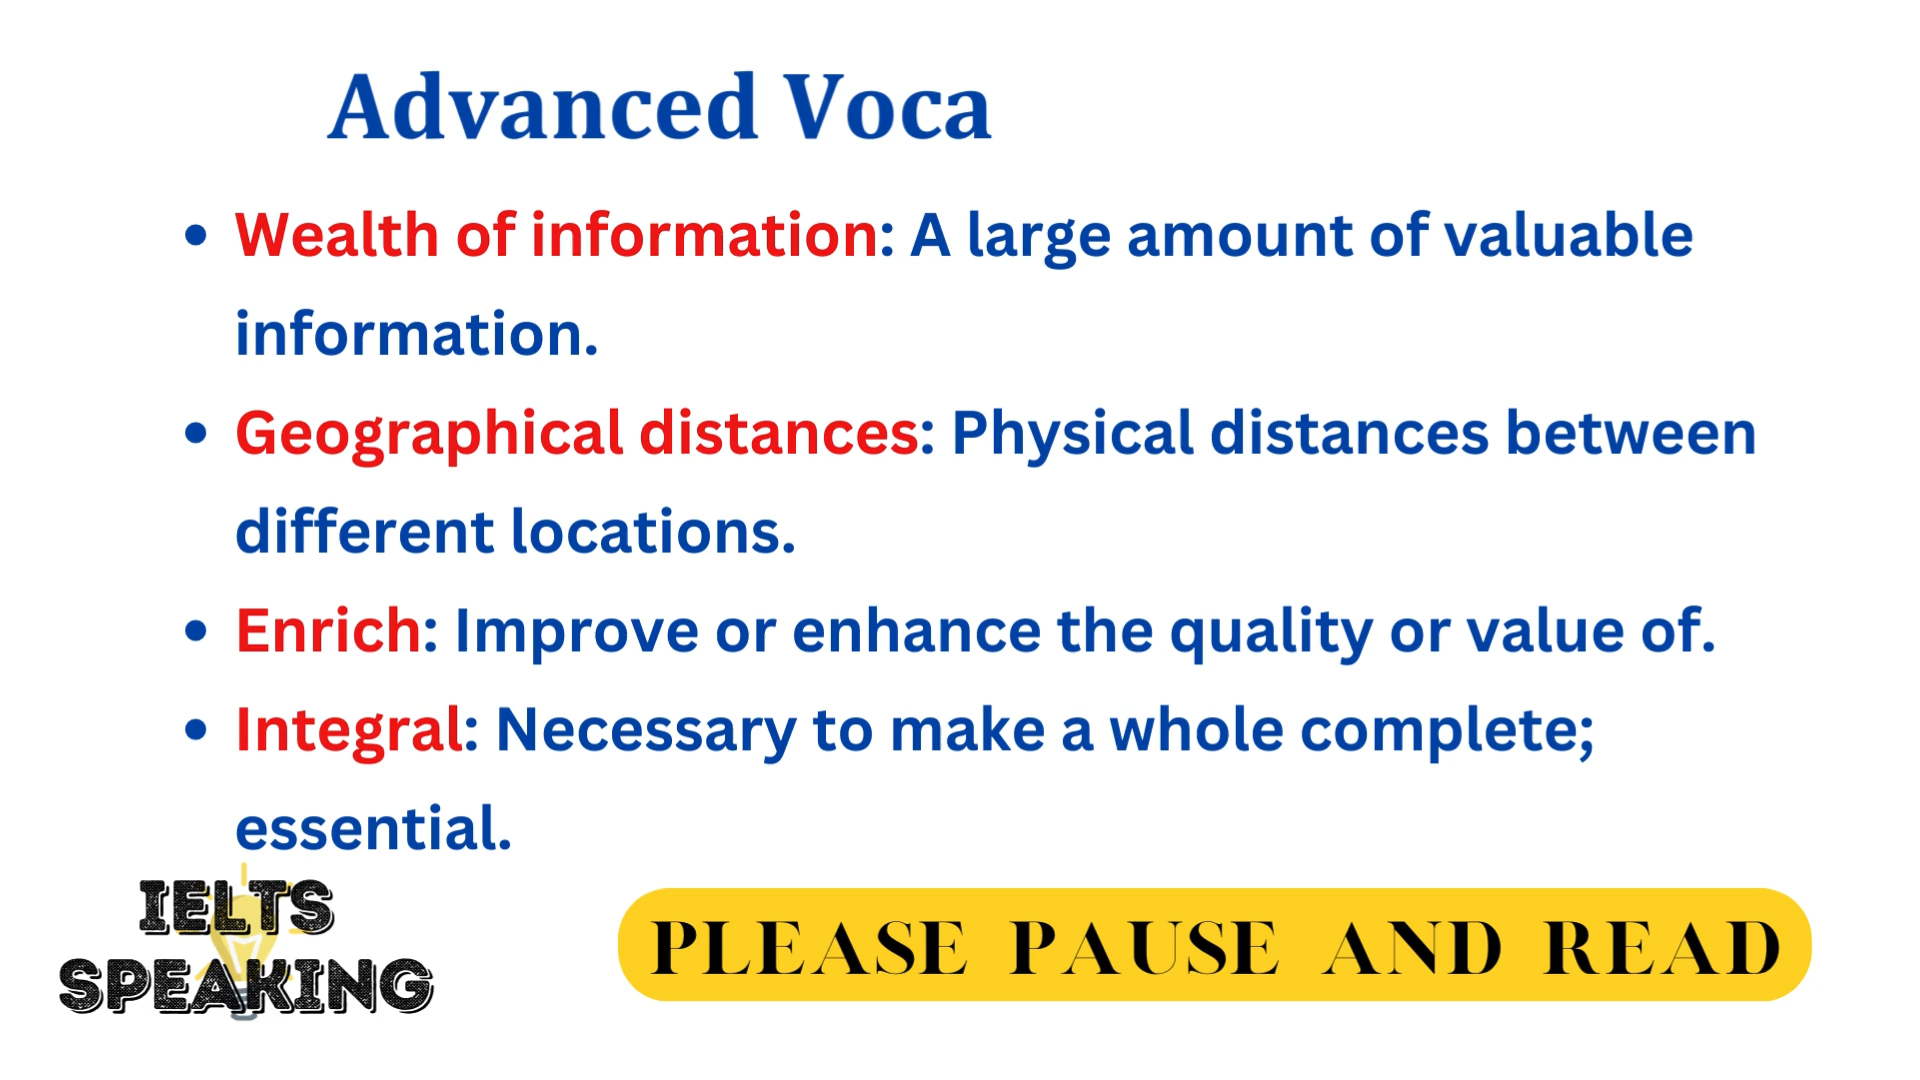 Advanced Voca
• Wealth of information: A large amount of valuable
information.
• Geographical distances: Physical distances between
different locations.
• Enrich: Improve or enhance the quality or value of.
• Integral: Necessary to make a whole complete;
essential.
IELTS
SPEAKING
PLEASE PAUSE AND READ